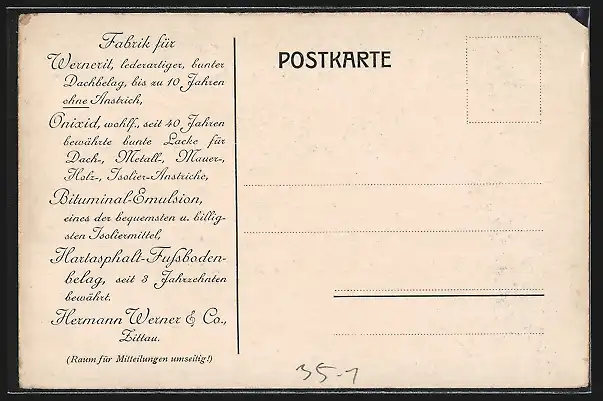 Fabrik für
Wernerit, lederartiger, bunter
Dachbelag, bis zu 10 Jahren
ohne Anstrich,
Onixid, wohlf., seit 40 Jahren
bewährte bunte Lacke für
Dach-, Metall-, Mauer-,
Holz-, Isolier-Anstriche,
Bituminal-Emulsion,
eines der bequemsten u. billig-
sten Isoliermittel,
Hartasphalt-Fußboden-
belag, seit 3 Jahrzehnten
bewährt.
Hermann Werner & Co.,
Zittau.
(Raum für Mitteilungen umseitig!)
POSTKARTE
35-1